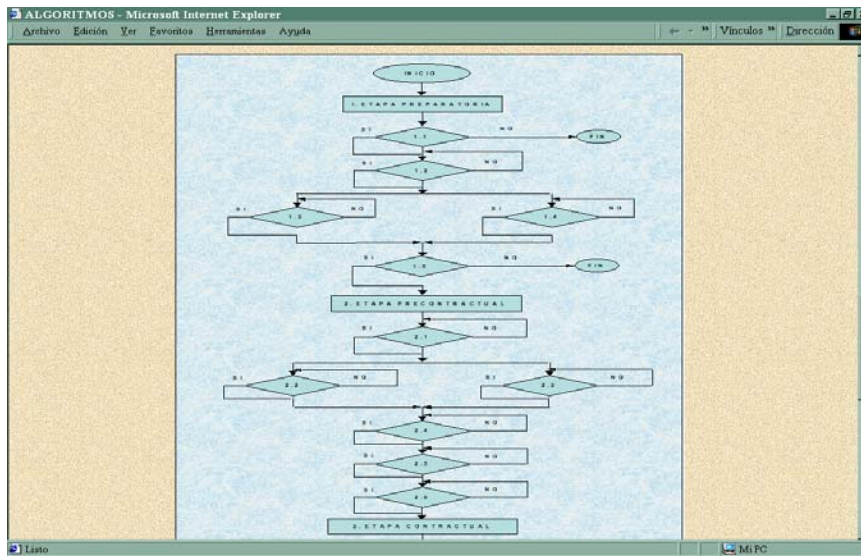 ALGORITMOS - Microsoft Internet Explorer
Archivo Edición Ver Favoritos Herramientas Ayuda
Vínculos » Dirección
INICIO
1. ETAPA PREPARATORIA
SI 1.1 NO FIN
SI 1.2 NO
SI 1.3 NO SI 1.4 NO
SI 1.5 NO FIN
2. ETAPA PRECONTRACTUAL
SI 2.1 NO
SI 2.2 NO SI 2.3 NO
SI 2.4 NO
SI 2.5 NO
SI 2.6 NO
3. ETAPA CONTRACTUAL
Listo Mi PC